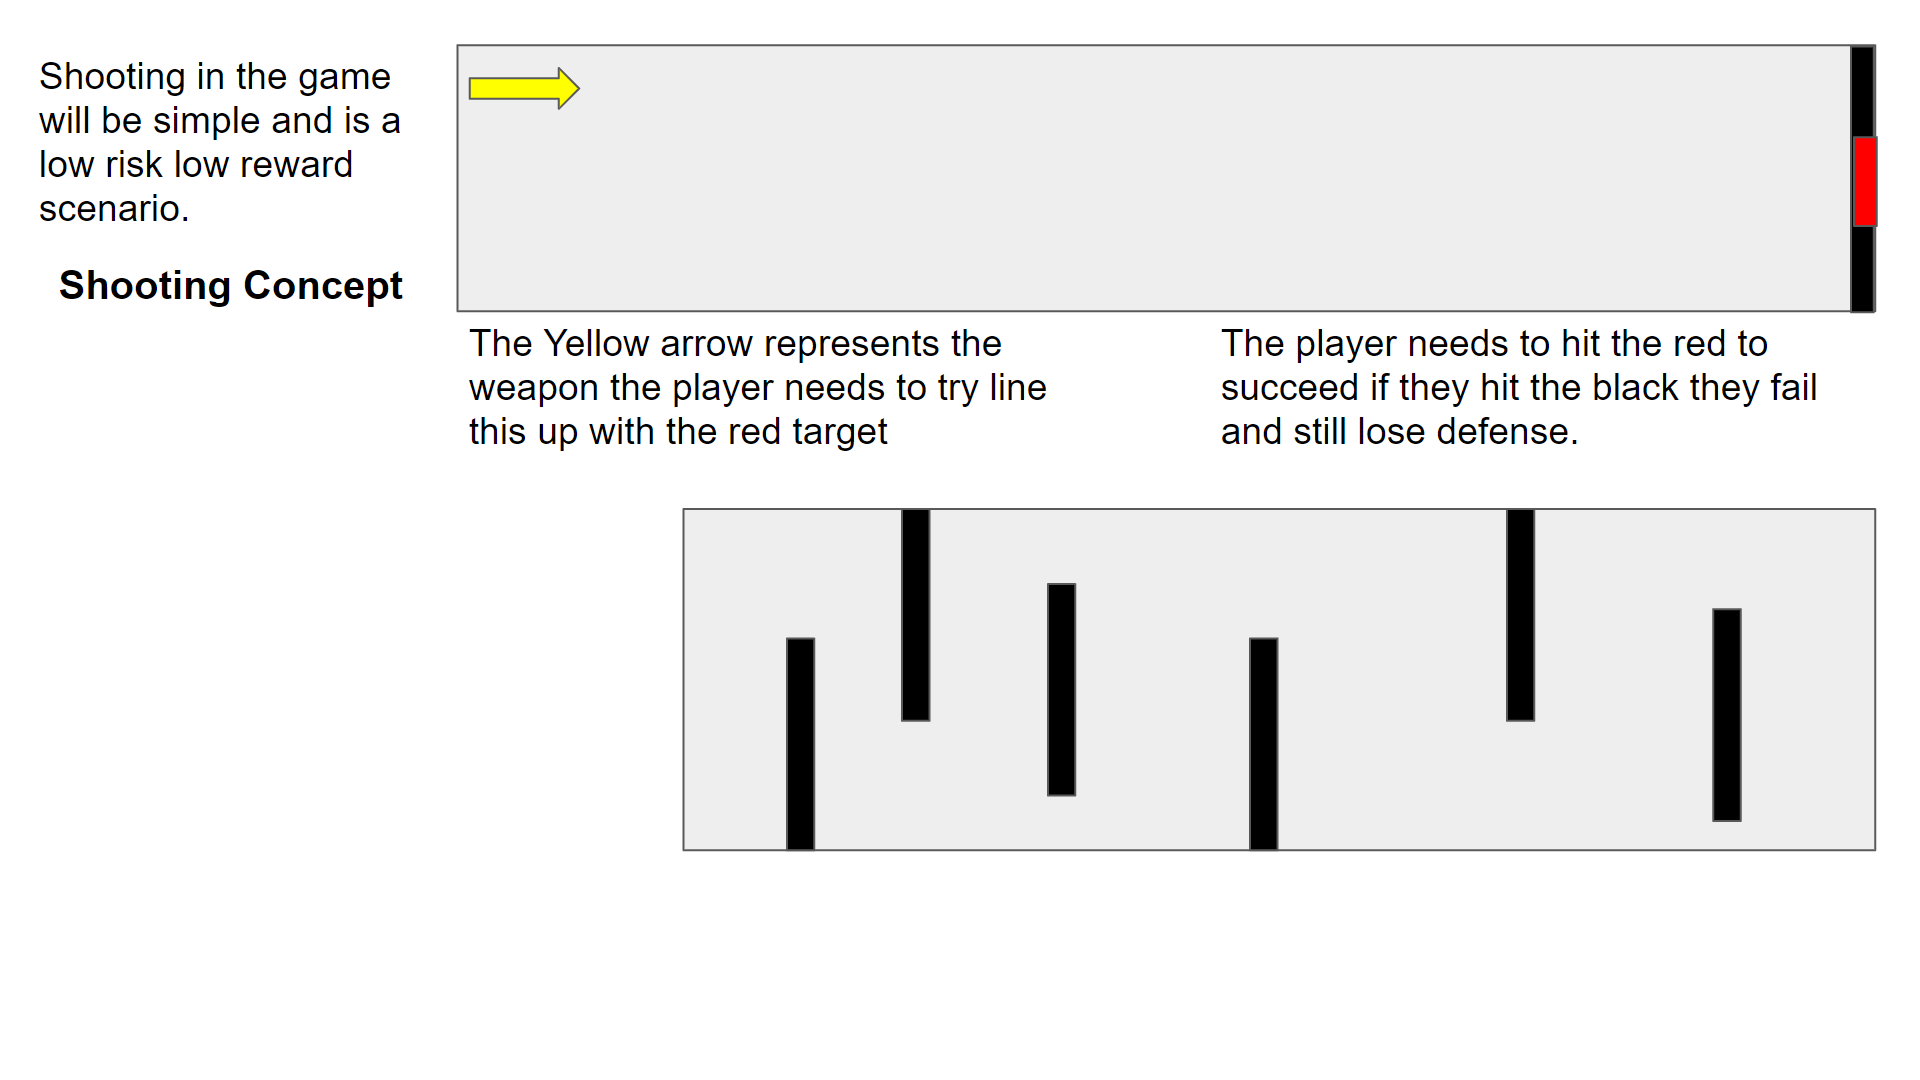 Shooting in the game
will be simple and is a
low risk low reward
scenario.
Shooting Concept
The Yellow arrow represents the
weapon the player needs to try line
this up with the red target
The player needs to hit the red to
succeed if they hit the black they fail
and still lose defense.